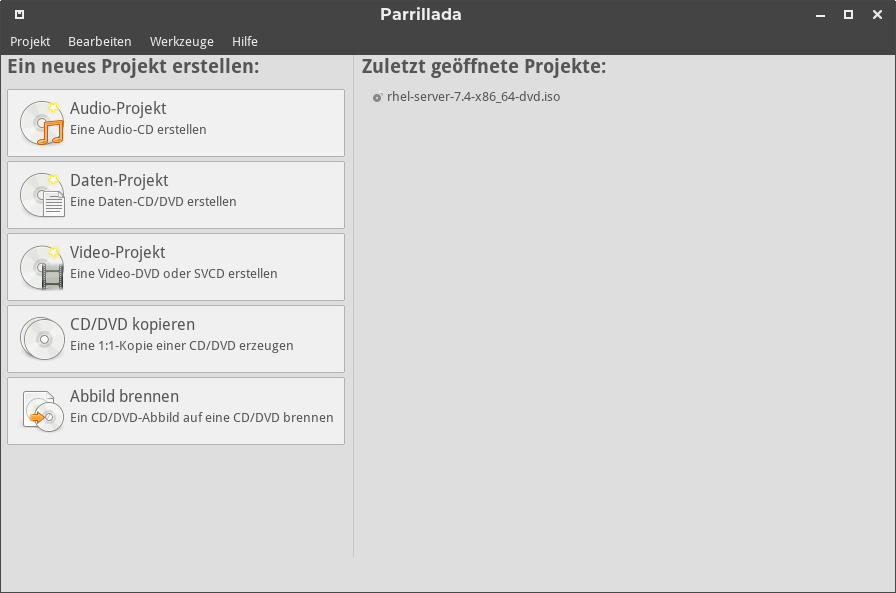 Parrillada
Projekt Bearbeiten Werkzeuge Hilfe
Ein neues Projekt erstellen:
Audio-Projekt
Eine Audio-CD erstellen
Daten-Projekt
Eine Daten-CD/DVD erstellen
Video-Projekt
Eine Video-DVD oder SVCD erstellen
CD/DVD kopieren
Eine 1:1-Kopie einer CD/DVD erzeugen
Abbild brennen
Ein CD/DVD-Abbild auf eine CD/DVD brennen
Zuletzt geöffnete Projekte:
rhel-server-7.4-x86_64-dvd.iso